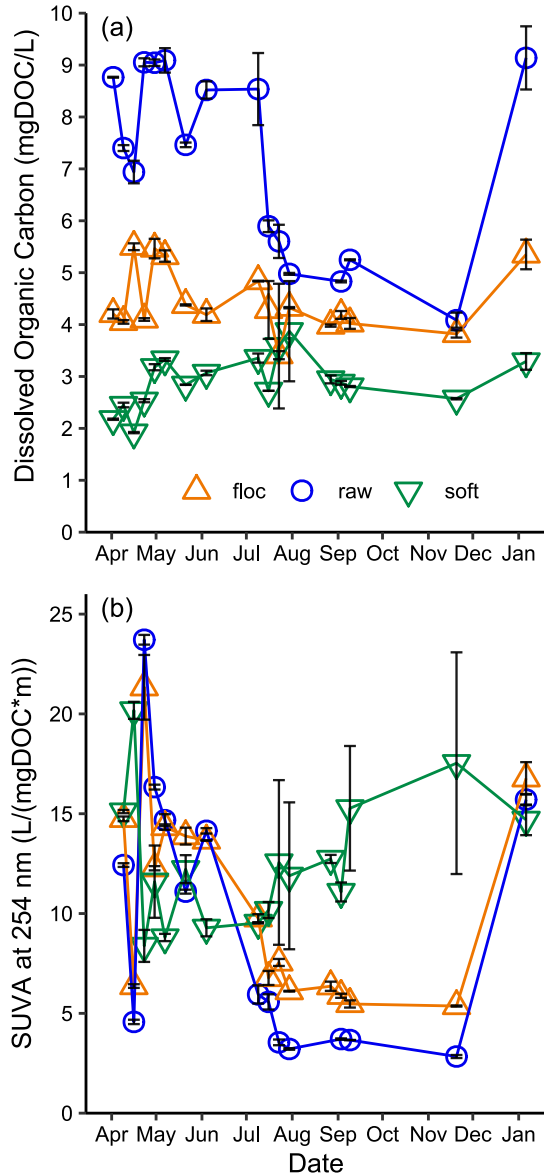 (a)
Dissolved Organic Carbon (mgDOC/L)
10
9
8
7
6
5
4
3
2
1
0
floc raw soft
Apr May Jun Jul Aug Sep Oct Nov Dec Jan
(b)
SUVA at 254 nm (L/(mgDOC*m))
25
20
15
10
5
0
Apr May Jun Jul Aug Sep Oct Nov Dec Jan
Date